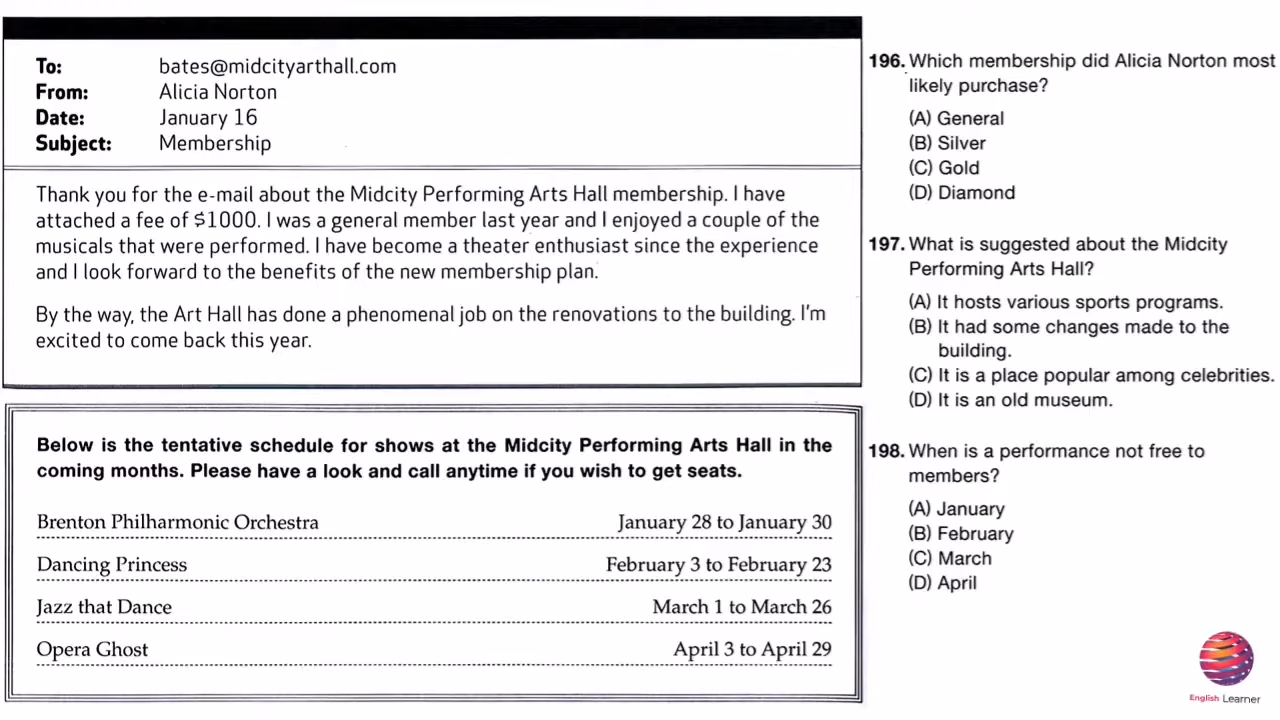 To: bates@midcityarthall.com
From: Alicia Norton
Date: January 16
Subject: Membership
Thank you for the e-mail about the Midcity Performing Arts Hall membership. I have
attached a fee of $1000. I was a general member last year and I enjoyed a couple of the
musicals that were performed. I have become a theater enthusiast since the experience
and I look forward to the benefits of the new membership plan.
By the way, the Art Hall has done a phenomenal job on the renovations to the building. I'm
excited to come back this year.
Below is the tentative schedule for shows at the Midcity Performing Arts Hall in the
coming months. Please have a look and call anytime if you wish to get seats.
Brenton Philharmonic Orchestra January 28 to January 30
Dancing Princess February 3 to February 23
Jazz that Dance March 1 to March 26
Opera Ghost April 3 to April 29
196. Which membership did Alicia Norton most
likely purchase?
(A) General
(B) Silver
(C) Gold
(D) Diamond
197. What is suggested about the Midcity
Performing Arts Hall?
(A) It hosts various sports programs.
(B) It had some changes made to the
building.
(C) It is a place popular among celebrities.
(D) It is an old museum.
198. When is a performance not free to
members?
(A) January
(B) February
(C) March
(D) April
English Learner